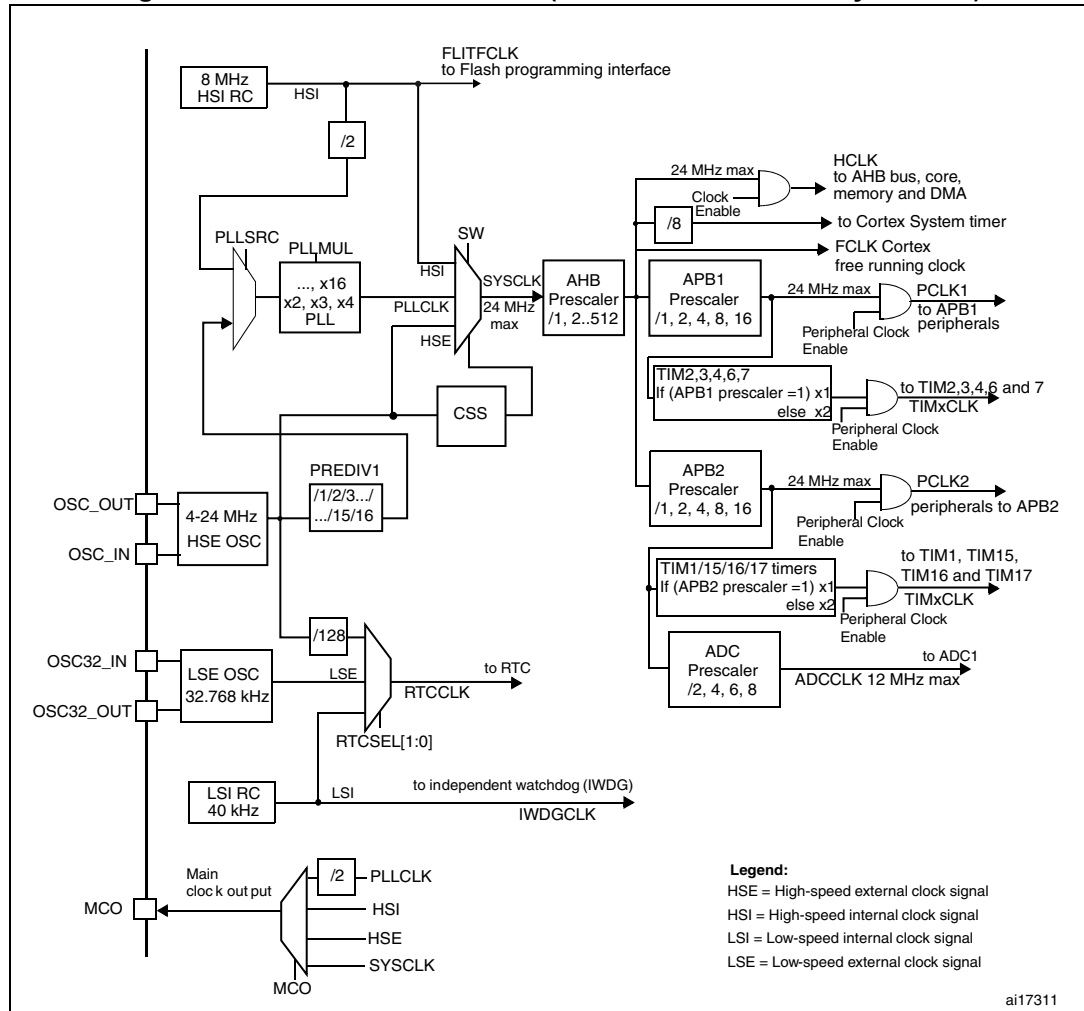 FLITFCLK
to Flash programming interface
8 MHz
HSI RC
HSI
/2
HCLK
to AHB bus, core,
memory and DMA
24 MHz max
Clock
Enable
/8
to Cortex System timer
FCLK Cortex
free running clock
PLLSRC
PLLMUL
..., x16
x2, x3, x4
PLL
SW
HSI
PLLCLK
HSE
SYSCLK
24 MHz
max
AHB
Prescaler
/1, 2..512
APB1
Prescaler
/1, 2, 4, 8, 16
24 MHz max
PCLK1
to APB1
peripherals
Peripheral Clock
Enable
TIM2,3,4,6,7
If (APB1 prescaler =1) x1
else x2
to TIM2,3,4,6 and 7
TIMxCLK
Peripheral Clock
Enable
CSS
PREDIV1
/1/2/3.../
.../15/16
OSC_OUT
OSC_IN
4-24 MHz
HSE OSC
APB2
Prescaler
/1, 2, 4, 8, 16
24 MHz max
PCLK2
peripherals to APB2
Peripheral Clock
Enable
TIM1/15/16/17 timers
If (APB2 prescaler =1) x1
else x2
to TIM1, TIM15,
TIM16 and TIM17
TIMxCLK
Peripheral Clock
Enable
/128
OSC32_IN
OSC32_OUT
LSE OSC
32.768 kHz
LSE
to RTC
RTCCLK
RTCSEL[1:0]
ADC
Prescaler
/2, 4, 6, 8
to ADC1
ADCCLK 12 MHz max
LSI RC
40 kHz
LSI
to independent watchdog (IWDG)
IWDGCLK
MCO
Main
clock output
/2
PLLCLK
HSI
HSE
SYSCLK
MCO
Legend:
HSE = High-speed external clock signal
HSI = High-speed internal clock signal
LSI = Low-speed internal clock signal
LSE = Low-speed external clock signal
ai17311